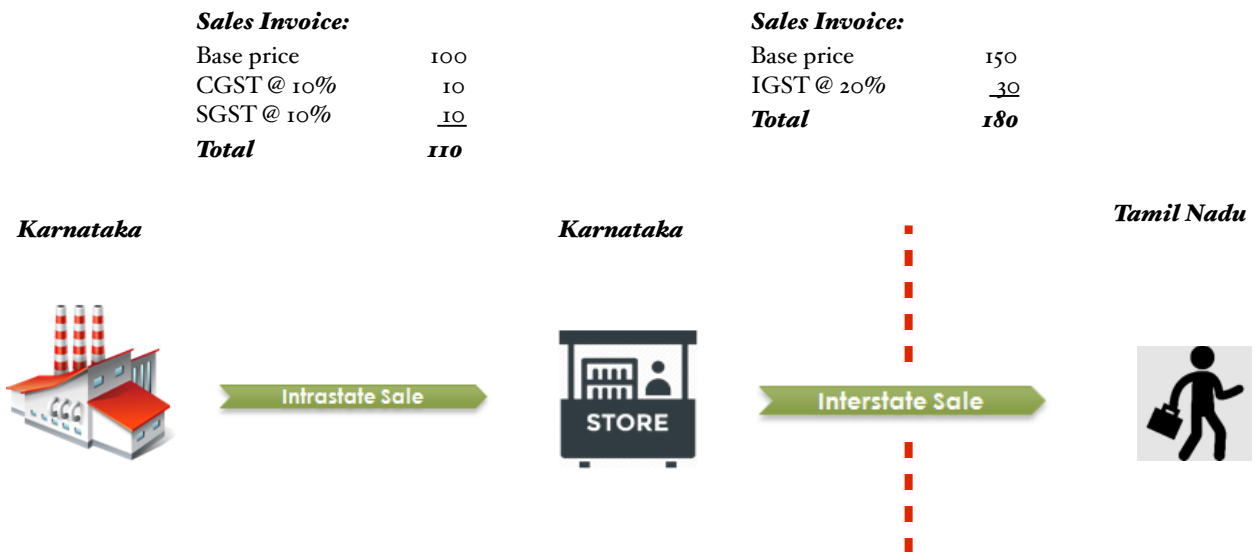 Sales Invoice:
Base price 100
CGST @ 10% 10
SGST @ 10% 10
Total 110
Sales Invoice:
Base price 150
IGST @ 20% 30
Total 180
Karnataka
Karnataka
Tamil Nadu
Intrastate Sale
STORE
Interstate Sale